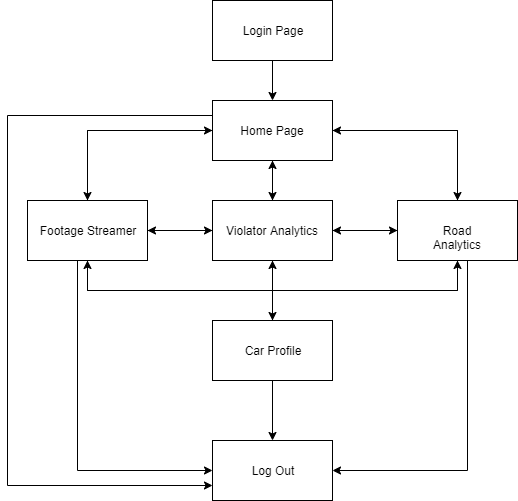 Login Page
Home Page
Footage Streamer
Violator Analytics
Road
Analytics
Car Profile
Log Out